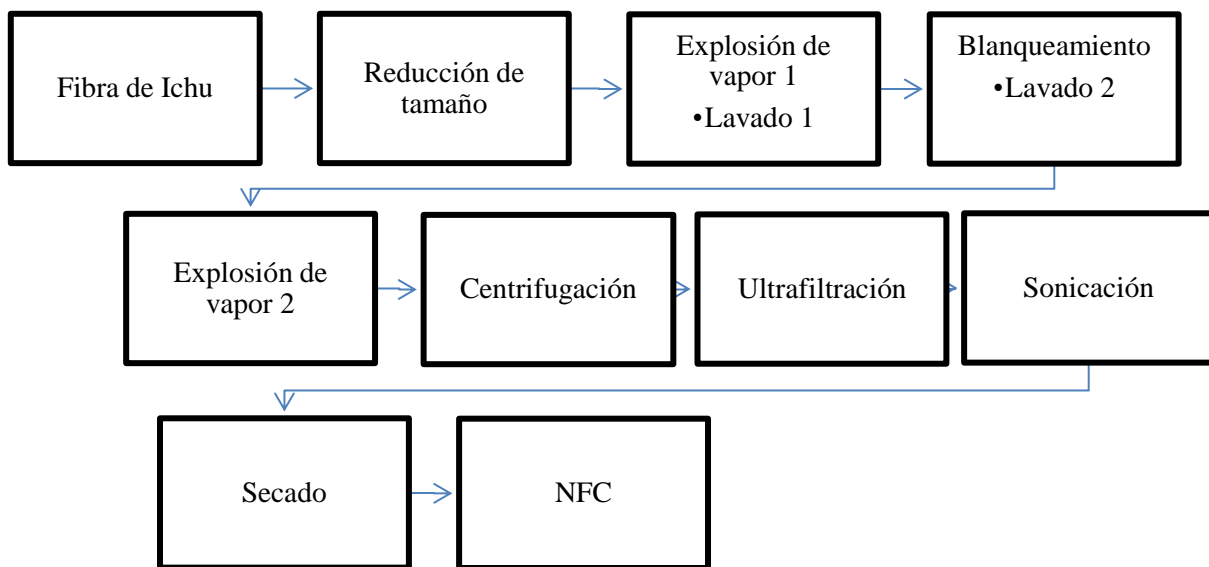 Fibra de Ichu
Reducción de
tamaño
Explosión de
vapor 1
•Lavado 1
Blanqueamiento
•Lavado 2
Explosión de
vapor 2
Centrifugación
Ultrafiltración
Sonicación
Secado
NFC